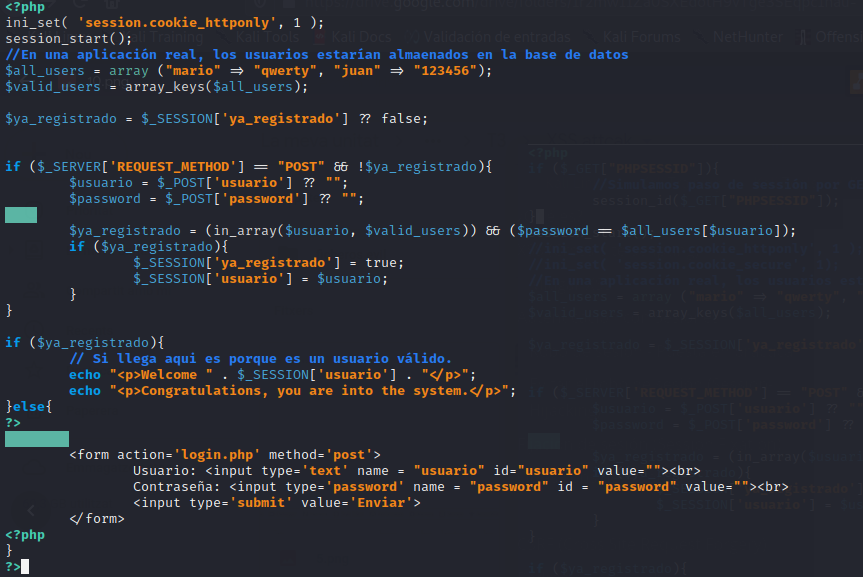 <?php
ini_set( 'session.cookie_httponly', 1 );
session_start();
//En una aplicación real, los usuarios estarían almaenados en la base de datos
$all_users = array ("mario" => "qwerty", "juan" => "123456");
$valid_users = array_keys($all_users);
$ya_registrado = $_SESSION['ya_registrado'] ?? false;
if ($_SERVER['REQUEST_METHOD'] == "POST" && !$ya_registrado){
$usuario = $_POST['usuario'] ?? "";
$password = $_POST['password'] ?? "";
$ya_registrado = (in_array($usuario, $valid_users)) && ($password == $all_users[$usuario]);
if ($ya_registrado){
$_SESSION['ya_registrado'] = true;
$_SESSION['usuario'] = $usuario;
}
}
if ($ya_registrado){
// Si llega aqui es porque es un usuario válido.
echo "<p>Welcome " . $_SESSION['usuario'] . "</p>";
echo "<p>Congratulations, you are into the system.</p>";
}else{
?>
<form action='login.php' method='post'>
Usuario: <input type='text' name = "usuario" id="usuario" value=""><br>
Contraseña: <input type='password' name = "password" id = "password" value=""><br>
<input type='submit' value='Enviar'>
</form>
<?php
}
?>